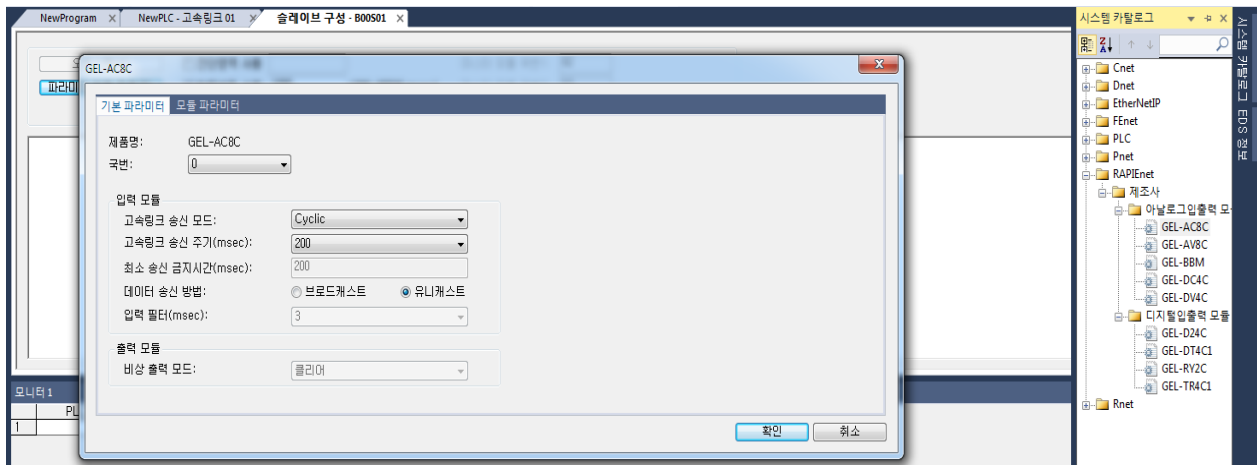 NewProgram × NewPLC - 고속링크 01 × 슬레이브 구성 - B00S01 ×
시스템 카탈로그
GEL-AC8C
기본 파라미터 모듈 파라미터
제품명: GEL-AC8C
국번: 0
입력 모듈
고속링크 송신 모드: Cyclic
고속링크 송신 주기(msec): 200
최소 송신 금지시간(msec): 200
데이터 송신 방법: 브로드캐스트 유니캐스트
입력 필터(msec): 3
출력 모듈
비상 출력 모드: 클리어
확인 취소
모니터 1
PL
1
Cnet
Dnet
EtherNetIP
FEnet
PLC
Pnet
RAPIEnet
제조사
아날로그입출력 모
GEL-AC8C
GEL-AV8C
GEL-BBM
GEL-DC4C
GEL-DV4C
디지털입출력 모듈
GEL-D24C
GEL-DT4C1
GEL-RY2C
GEL-TR4C1
Rnet
시스템 카탈로그
EDS 정보